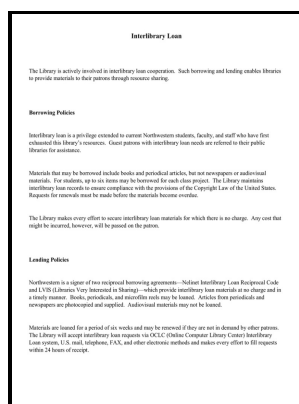 Interlibrary Loan
The Library is actively involved in interlibrary loan cooperation. Such borrowing and lending enables libraries
to provide materials to their patrons through resource sharing.
Borrowing Policies
Interlibrary loan is a privilege extended to current Northwestern students, faculty, and staff who have first
exhausted this library's resources. Guest patrons with interlibrary loan needs are referred to their public
libraries for assistance.
Materials that may be borrowed include books and periodical articles, but not newspapers or audiovisual
materials. For students, up to six items may be borrowed for each class project. The Library maintains
interlibrary loan records to ensure compliance with the provisions of the Copyright Law of the United States.
Requests for renewals must be made before the materials become overdue.
The Library makes every effort to secure interlibrary loan materials for which there is no charge. Any cost that
might be incurred, however, will be passed on the patron.
Lending Policies
Northwestern is a signer of two reciprocal borrowing agreements—Nelinet Interlibrary Loan Reciprocal Code
and LVIS (Libraries Very Interested in Sharing)—which provide interlibrary loan materials at no charge and in
a timely manner. Books, periodicals, and microfilm reels may be loaned. Articles from periodicals and
newspapers are photocopied and supplied. Audiovisual materials may not be loaned.
Materials are loaned for a period of six weeks and may be renewed if they are not in demand by other patrons.
The Library will accept interlibrary loan requests via OCLC (Online Computer Library Center) Interlibrary
Loan system, U.S. mail, telephone, FAX, and other electronic methods and makes every effort to fill requests
within 24 hours of receipt.